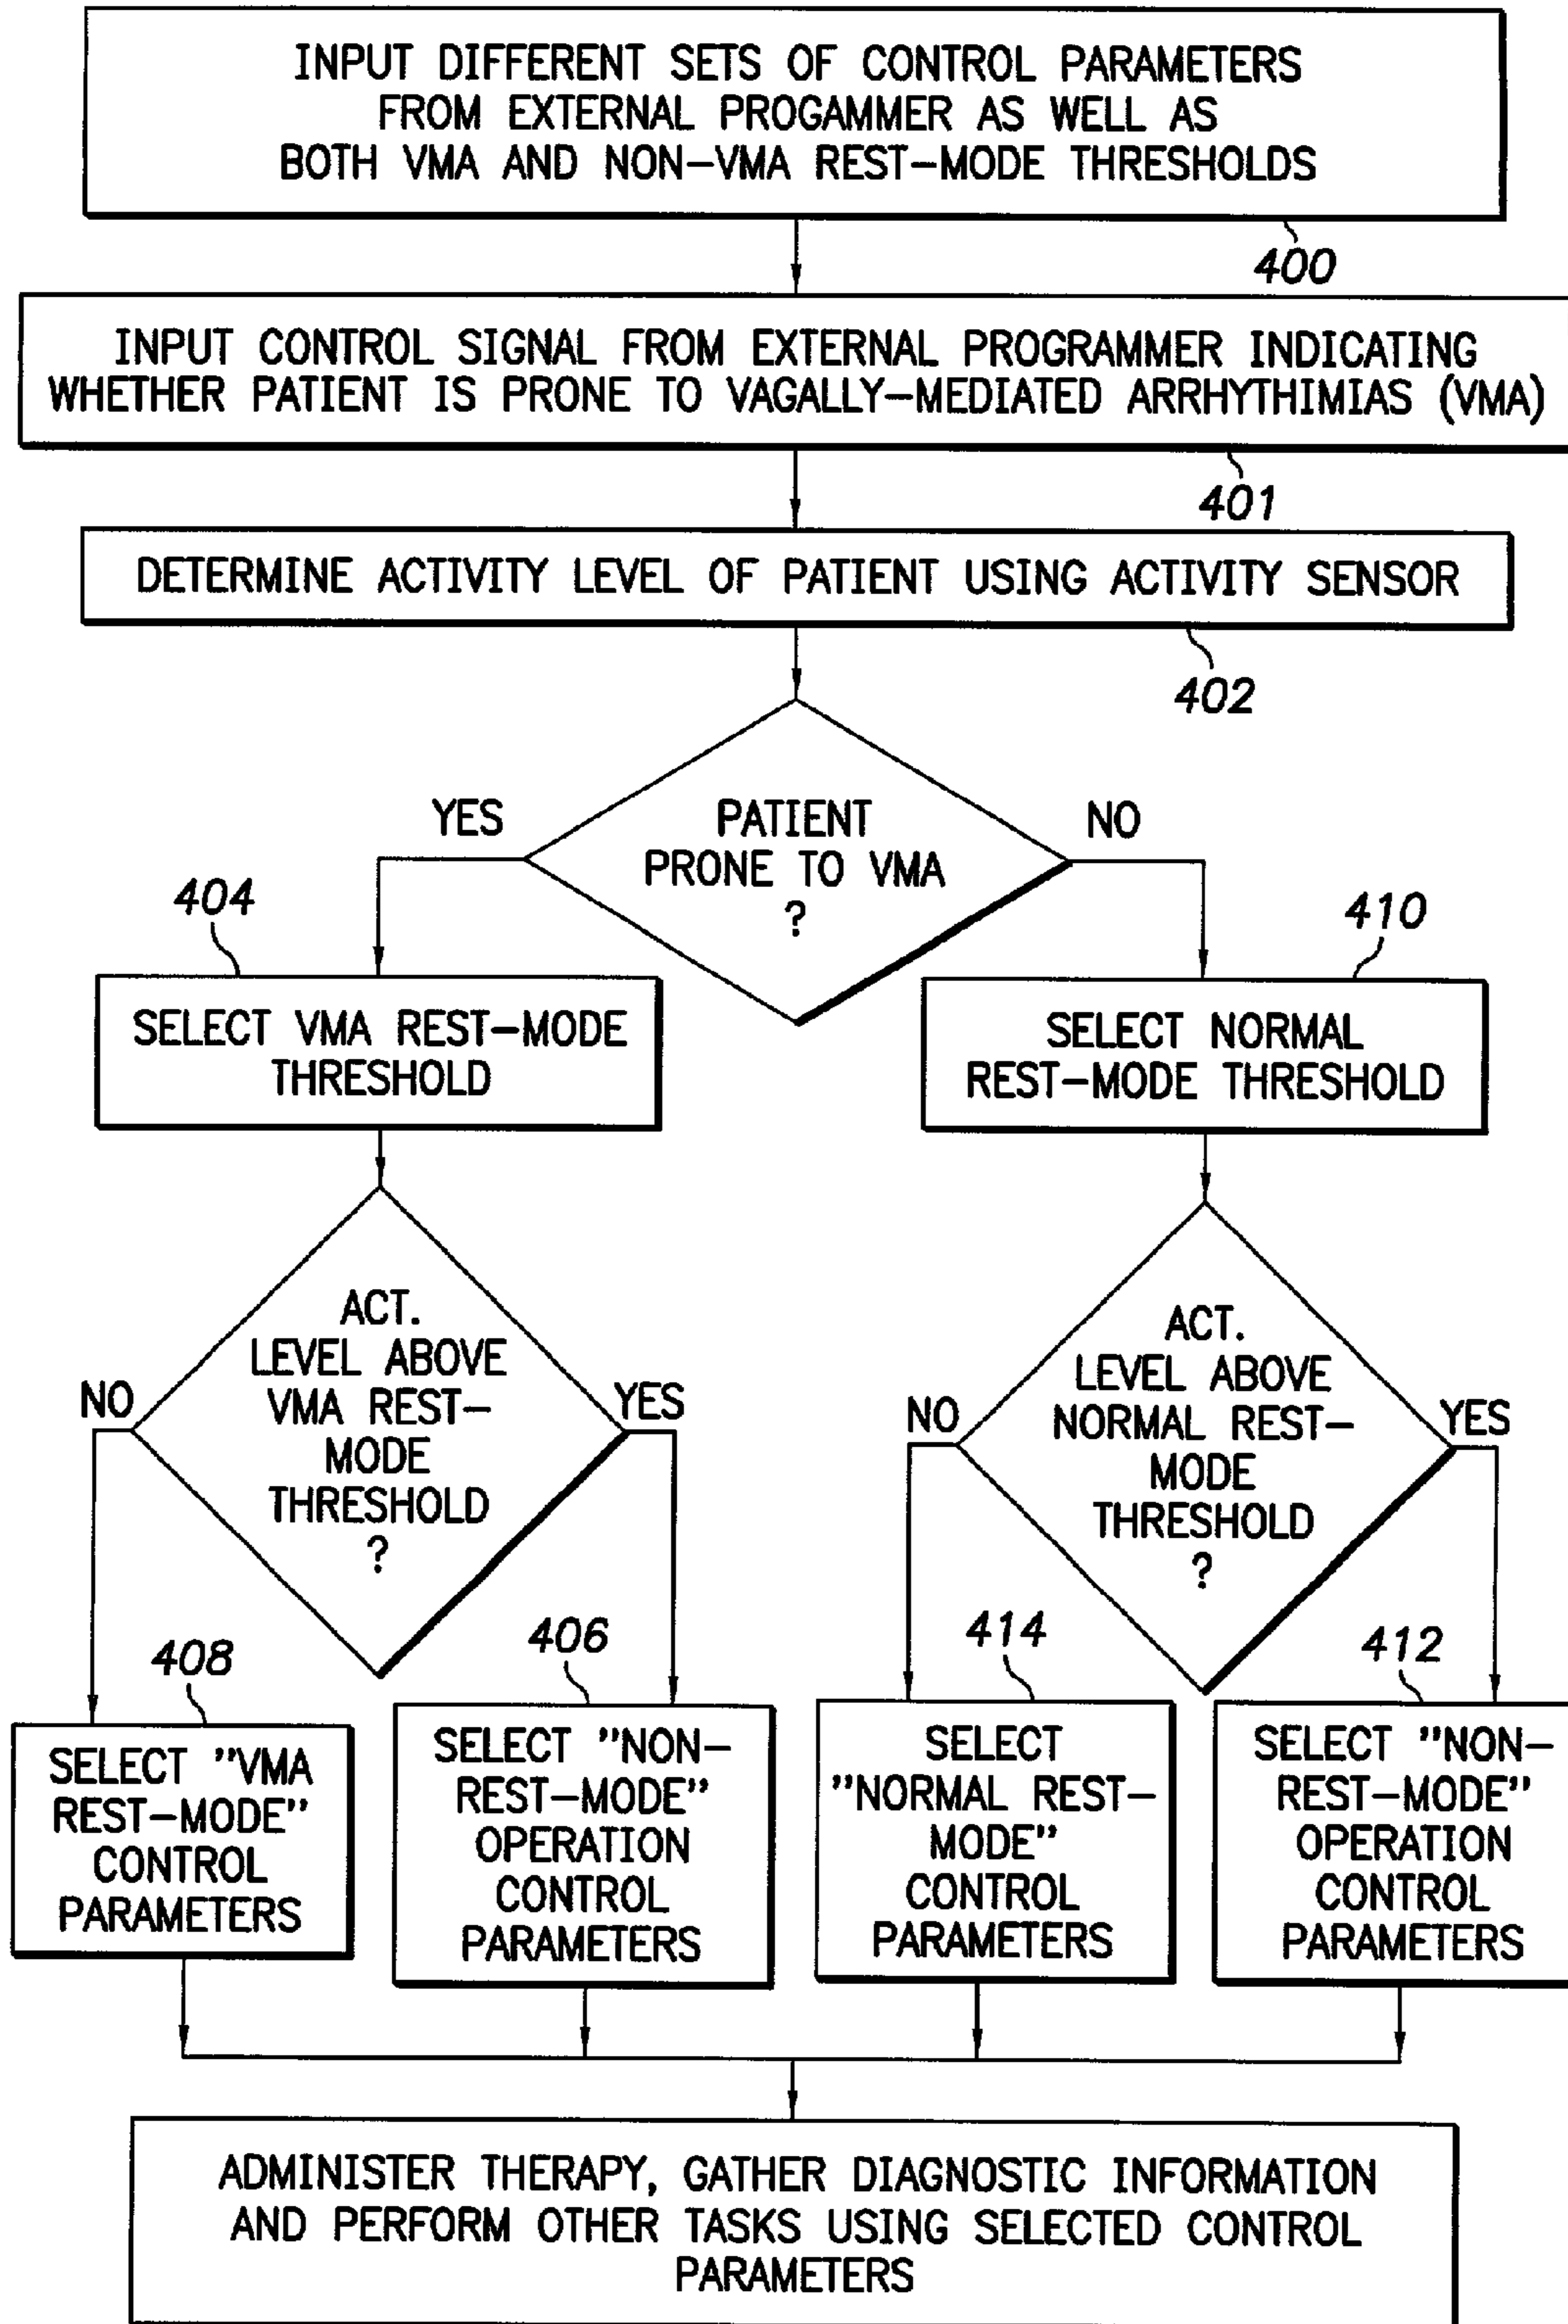 INPUT DIFFERENT SETS OF CONTROL PARAMETERS
FROM EXTERNAL PROGAMMER AS WELL AS
BOTH VMA AND NON-VMA REST-MODE THRESHOLDS
400
INPUT CONTROL SIGNAL FROM EXTERNAL PROGRAMMER INDICATING
WHETHER PATIENT IS PRONE TO VAGALLY-MEDIATED ARRHYTHIMIAS (VMA)
401
DETERMINE ACTIVITY LEVEL OF PATIENT USING ACTIVITY SENSOR
402
YES
PATIENT
PRONE TO VMA
?
NO
404
SELECT VMA REST-MODE
THRESHOLD
410
SELECT NORMAL
REST-MODE THRESHOLD
ACT.
LEVEL ABOVE
VMA REST-
MODE
THRESHOLD
?
NO
YES
ACT.
LEVEL ABOVE
NORMAL REST-
MODE
THRESHOLD
?
NO
YES
408
SELECT "VMA
REST-MODE"
CONTROL
PARAMETERS
406
SELECT "NON-
REST-MODE"
OPERATION
CONTROL
PARAMETERS
414
SELECT
"NORMAL REST-
MODE"
CONTROL
PARAMETERS
412
SELECT "NON-
REST-MODE"
OPERATION
CONTROL
PARAMETERS
ADMINISTER THERAPY, GATHER DIAGNOSTIC INFORMATION
AND PERFORM OTHER TASKS USING SELECTED CONTROL
PARAMETERS